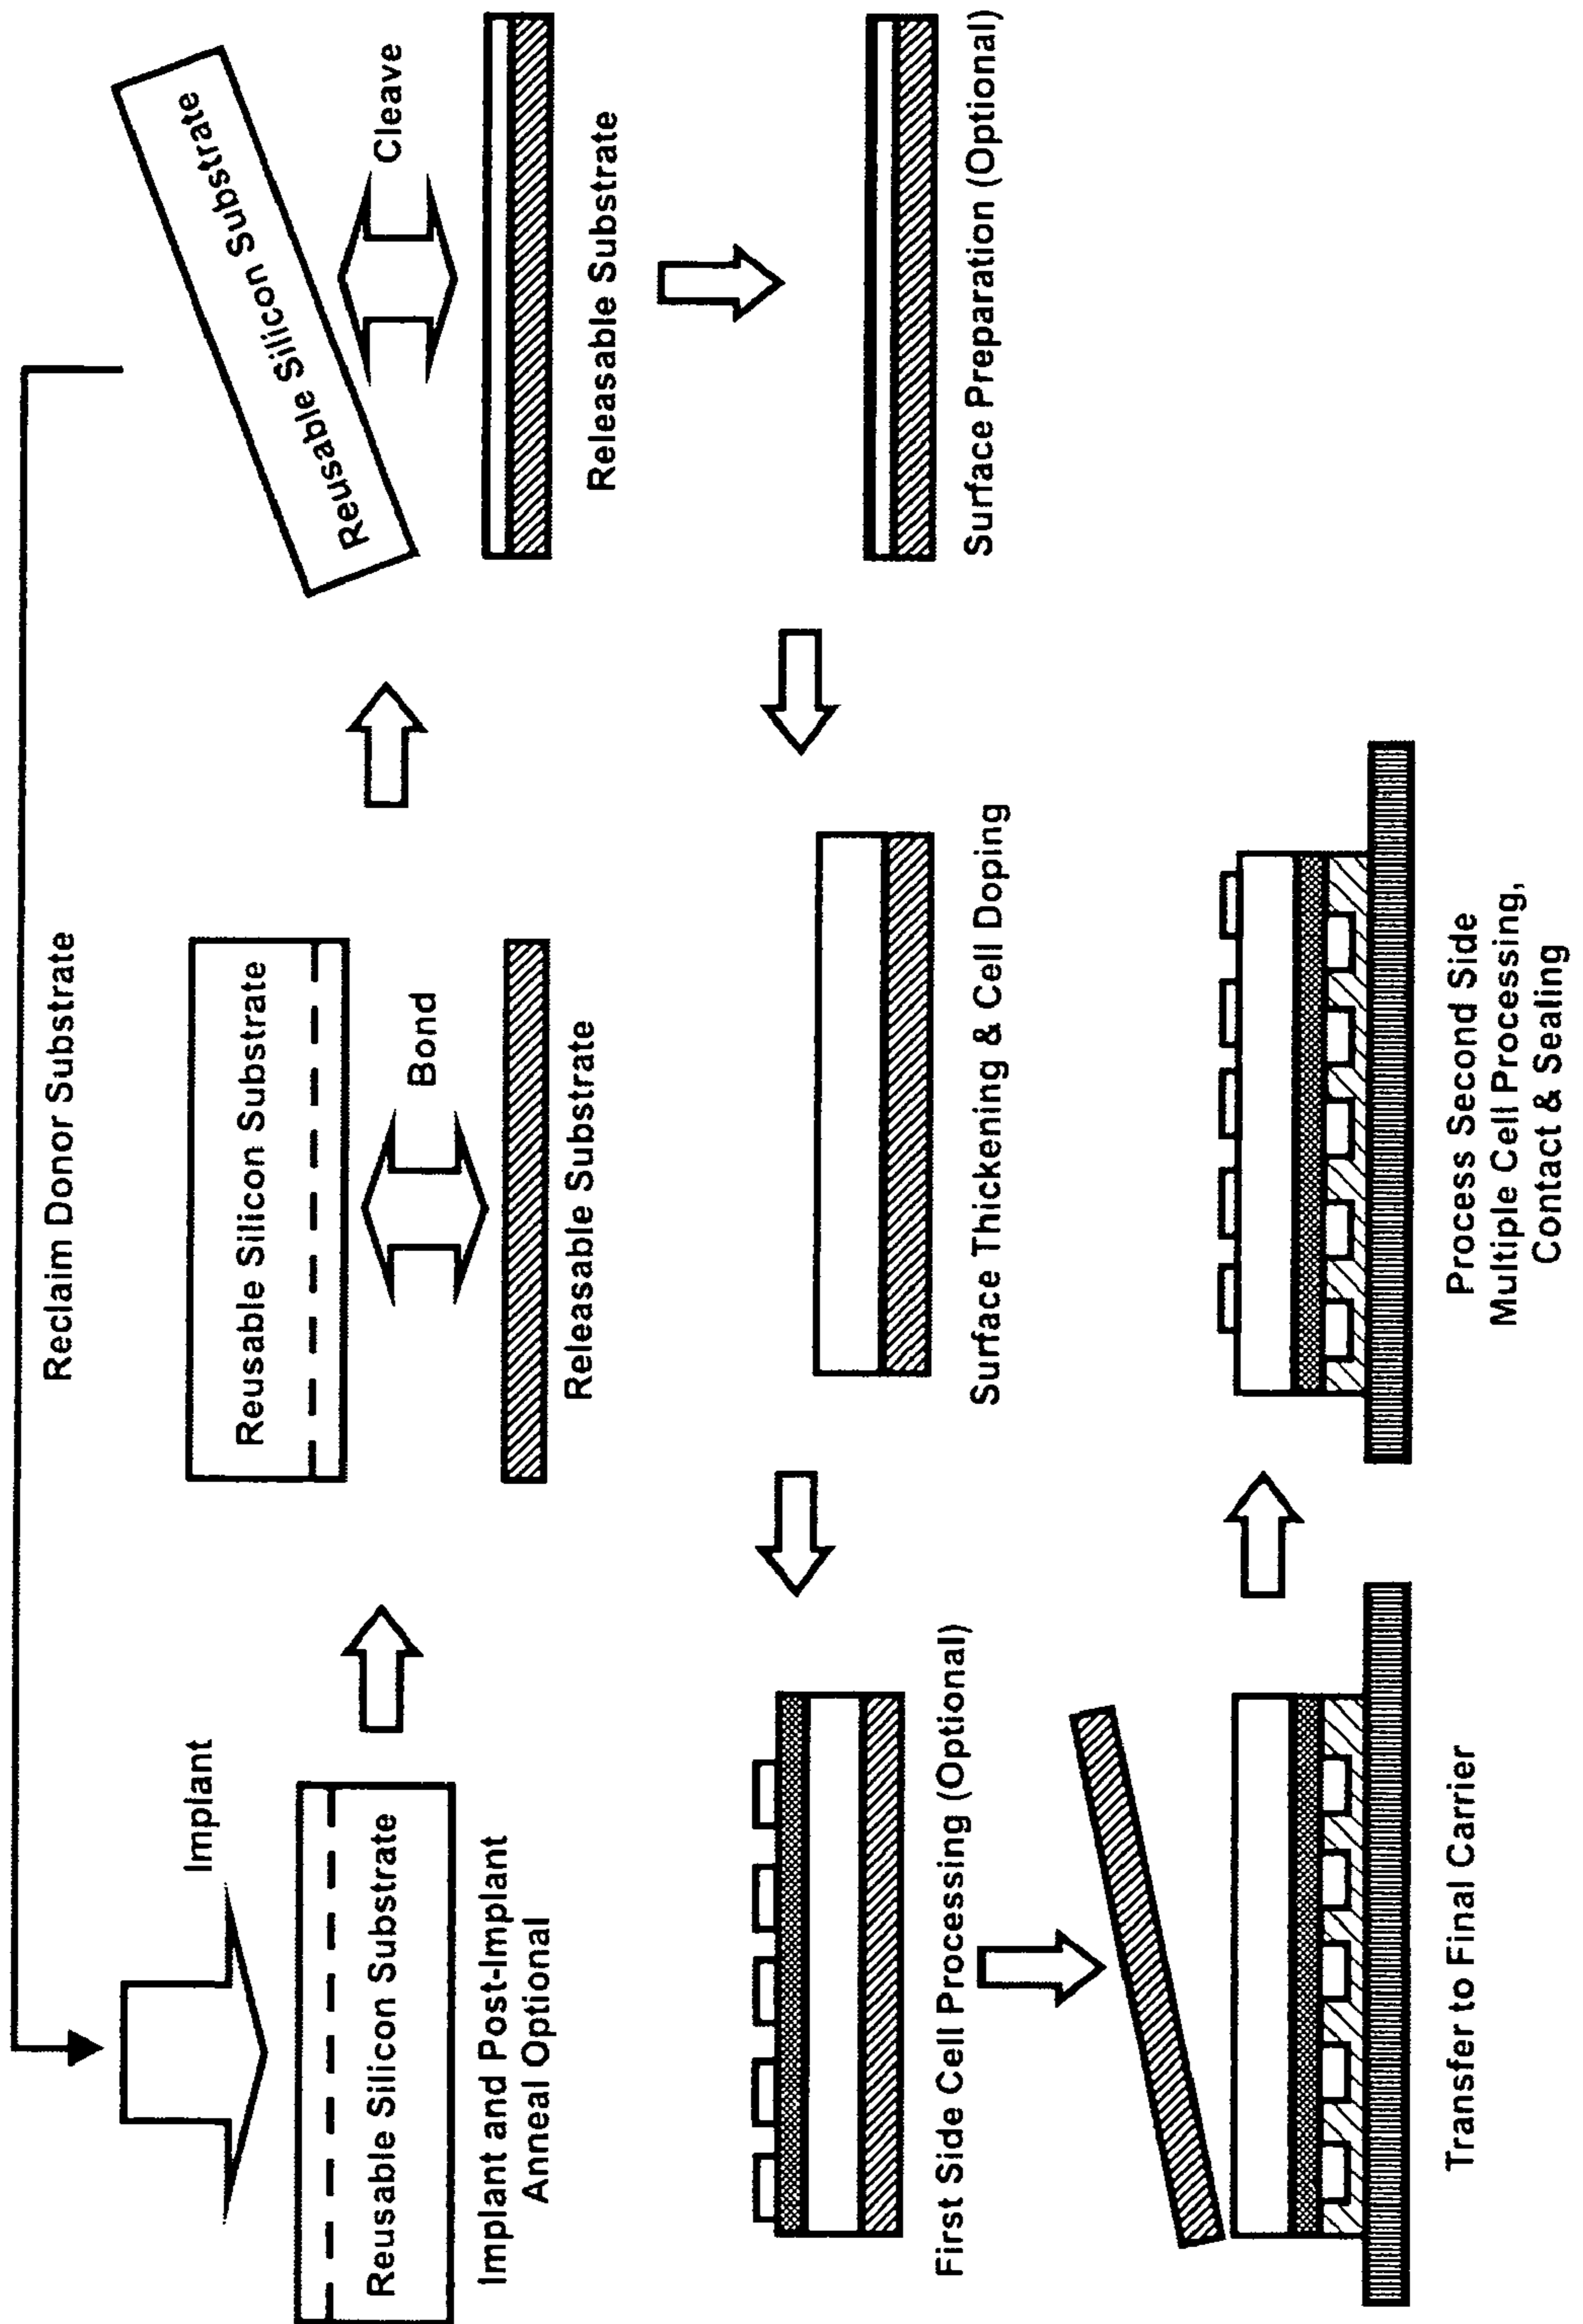 Reclaim Donor Substrate
Implant
Reusable Silicon Substrate
Implant and Post-Implant
Anneal Optional
Reusable Silicon Substrate
Bond
Releasable Substrate
Reusable Silicon Substrate
Cleave
Releasable Substrate
Surface Preparation (Optional)
Surface Thickening & Cell Doping
First Side Cell Processing (Optional)
Transfer to Final Carrier
Process Second Side
Multiple Cell Processing,
Contact & Sealing